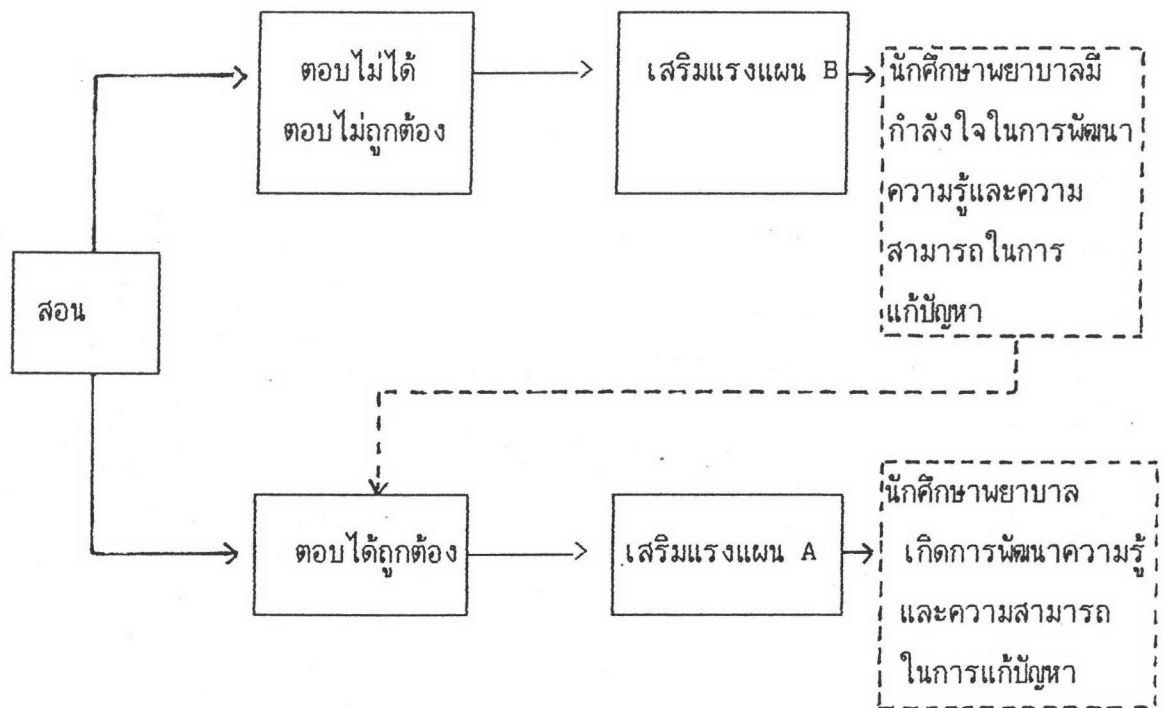 ตอบไม่ได้
ตอบไม่ถูกต้อง
เสริมแรงแผน B
นักศึกษาพยาบาลมี
กำลังใจในการพัฒนา
ความรู้และความ
สามารถในการ
แก้ปัญหา
สอน
ตอบได้ถูกต้อง
เสริมแรงแผน A
นักศึกษาพยาบาล
เกิดการพัฒนาความรู้
และความสามารถ
ในการแก้ปัญหา